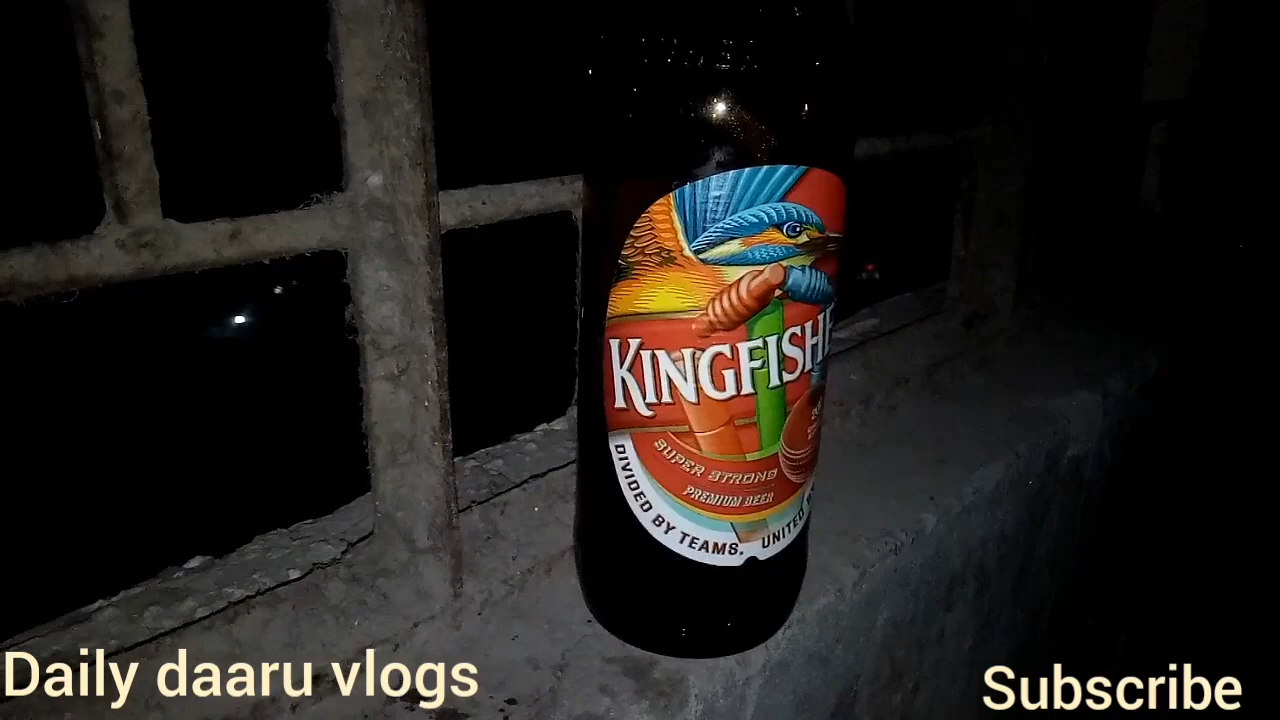 KINGFISHE
SUPER STRONG
PREMIUM BEER
DIVIDED BY TEAMS. UNITED
Daily daaru vlogs
Subscribe